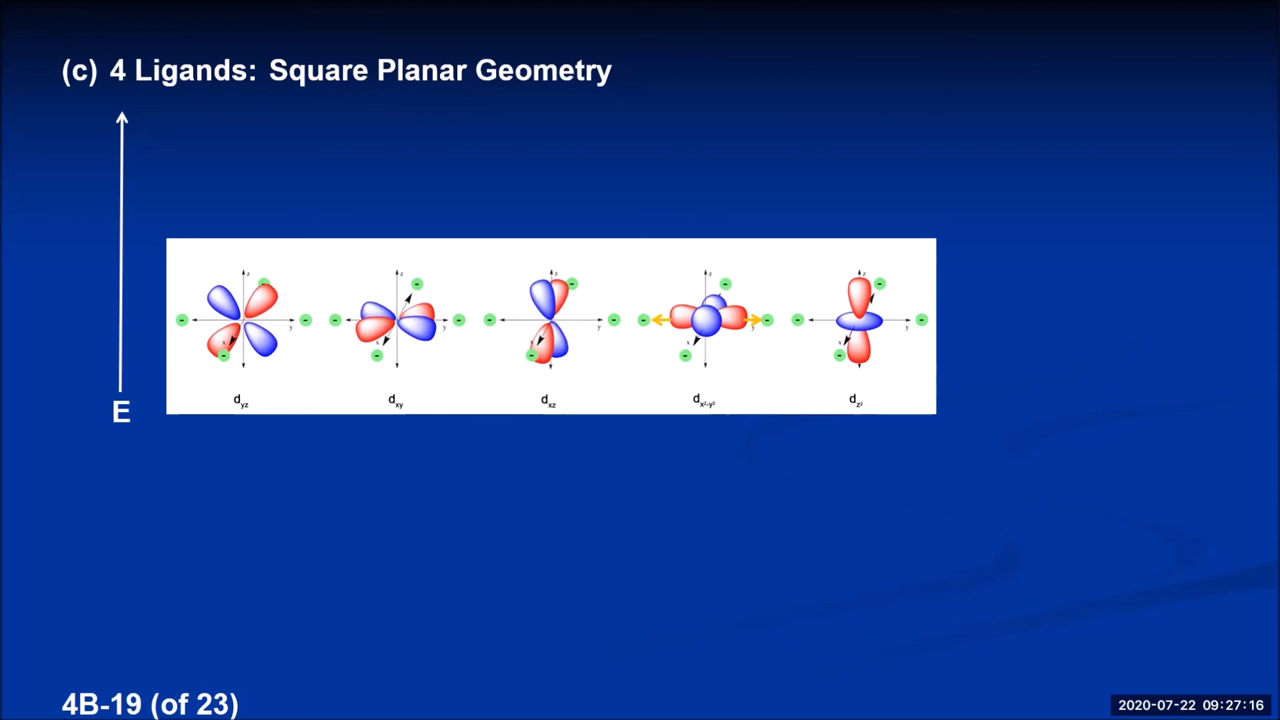 (c) 4 Ligands: Square Planar Geometry
E
z z z z z
y y y y y
x x x x x
- - - - - - - - - - - - - - - - - - - -
dyz dxy dxz dx²-y² dz²
4B-19 (of 23)
2020-07-22 09:27:16